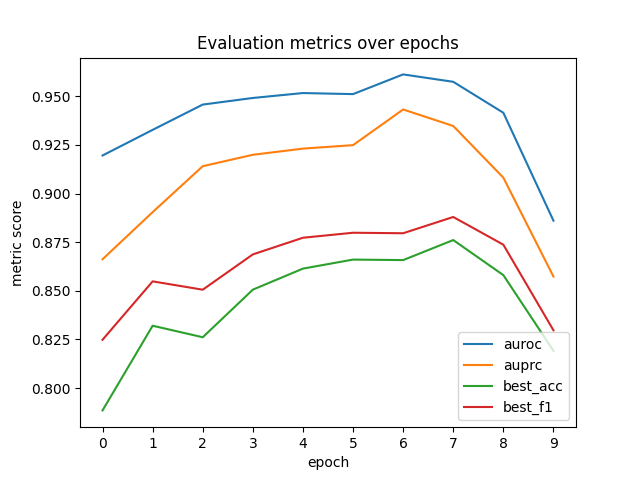 Evaluation metrics over epochs
metric score
0.950
0.925
0.900
0.875
0.850
0.825
0.800
auroc
auprc
best_acc
best_f1
0 1 2 3 4 5 6 7 8 9
epoch